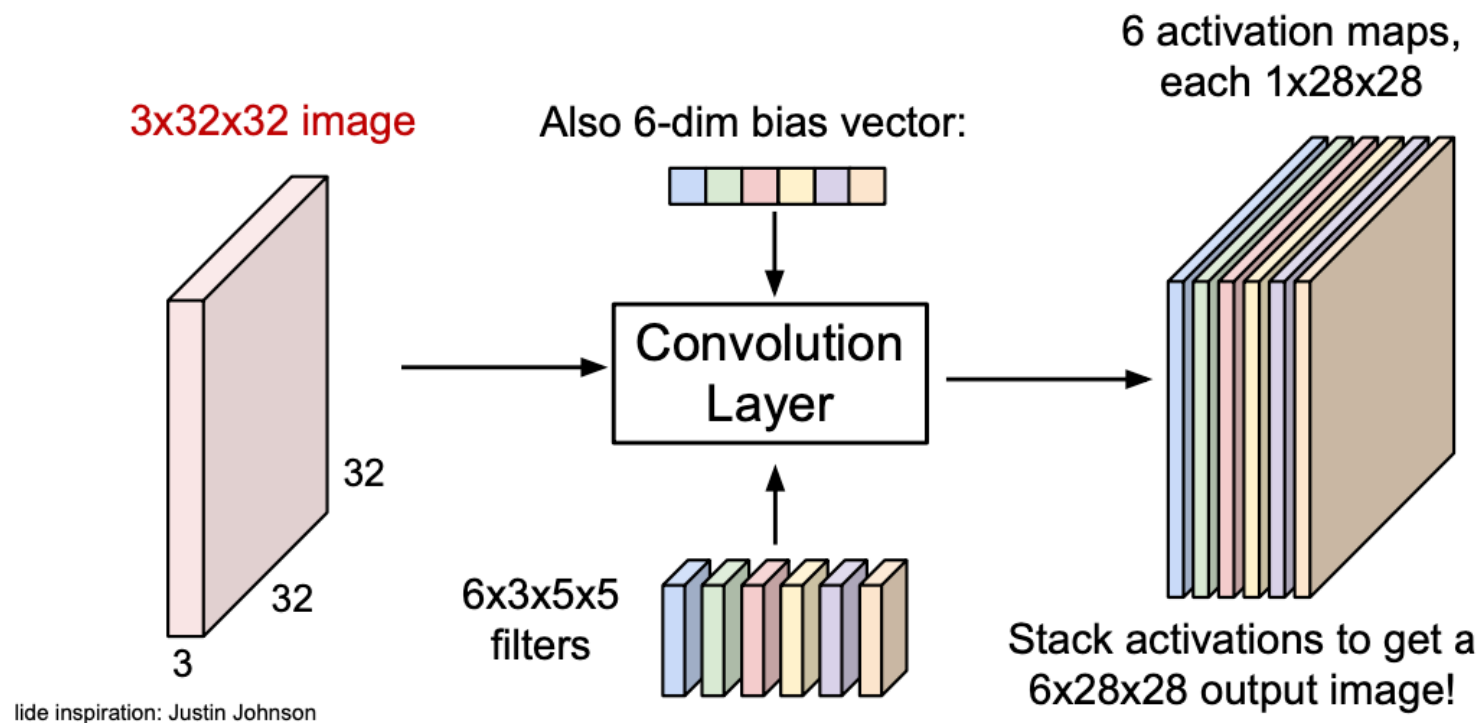 6 activation maps,
each 1x28x28
3x32x32 image
Also 6-dim bias vector:
Convolution
Layer
32
32
3
6x3x5x5
filters
Stack activations to get a
6x28x28 output image!
lide inspiration: Justin Johnson